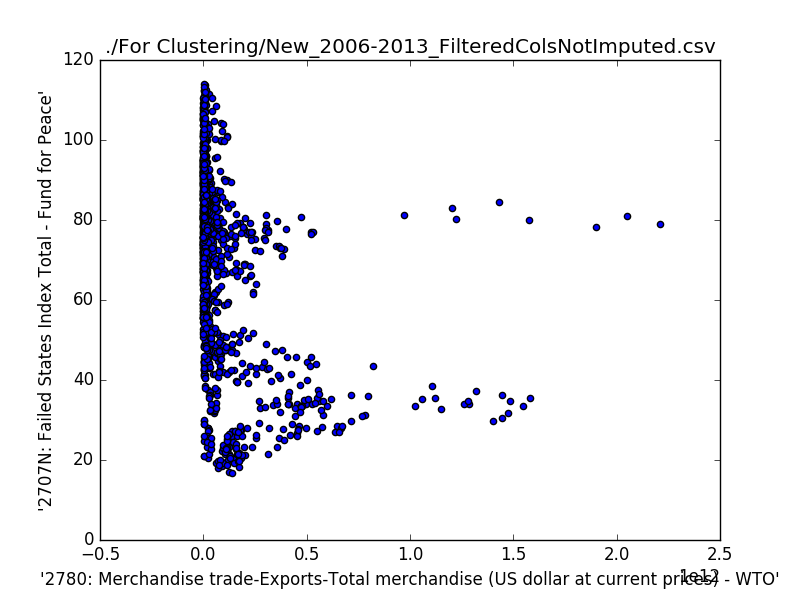 ./For Clustering/New_2006-2013_FilteredColsNotImputed.csv
120
100
80
60
40
20
0
'2707N: Failed States Index Total - Fund for Peace'
−0.5 0.0 0.5 1.0 1.5 2.0 2.5
1e12
'2780: Merchandise trade-Exports-Total merchandise (US dollar at current prices) - WTO'